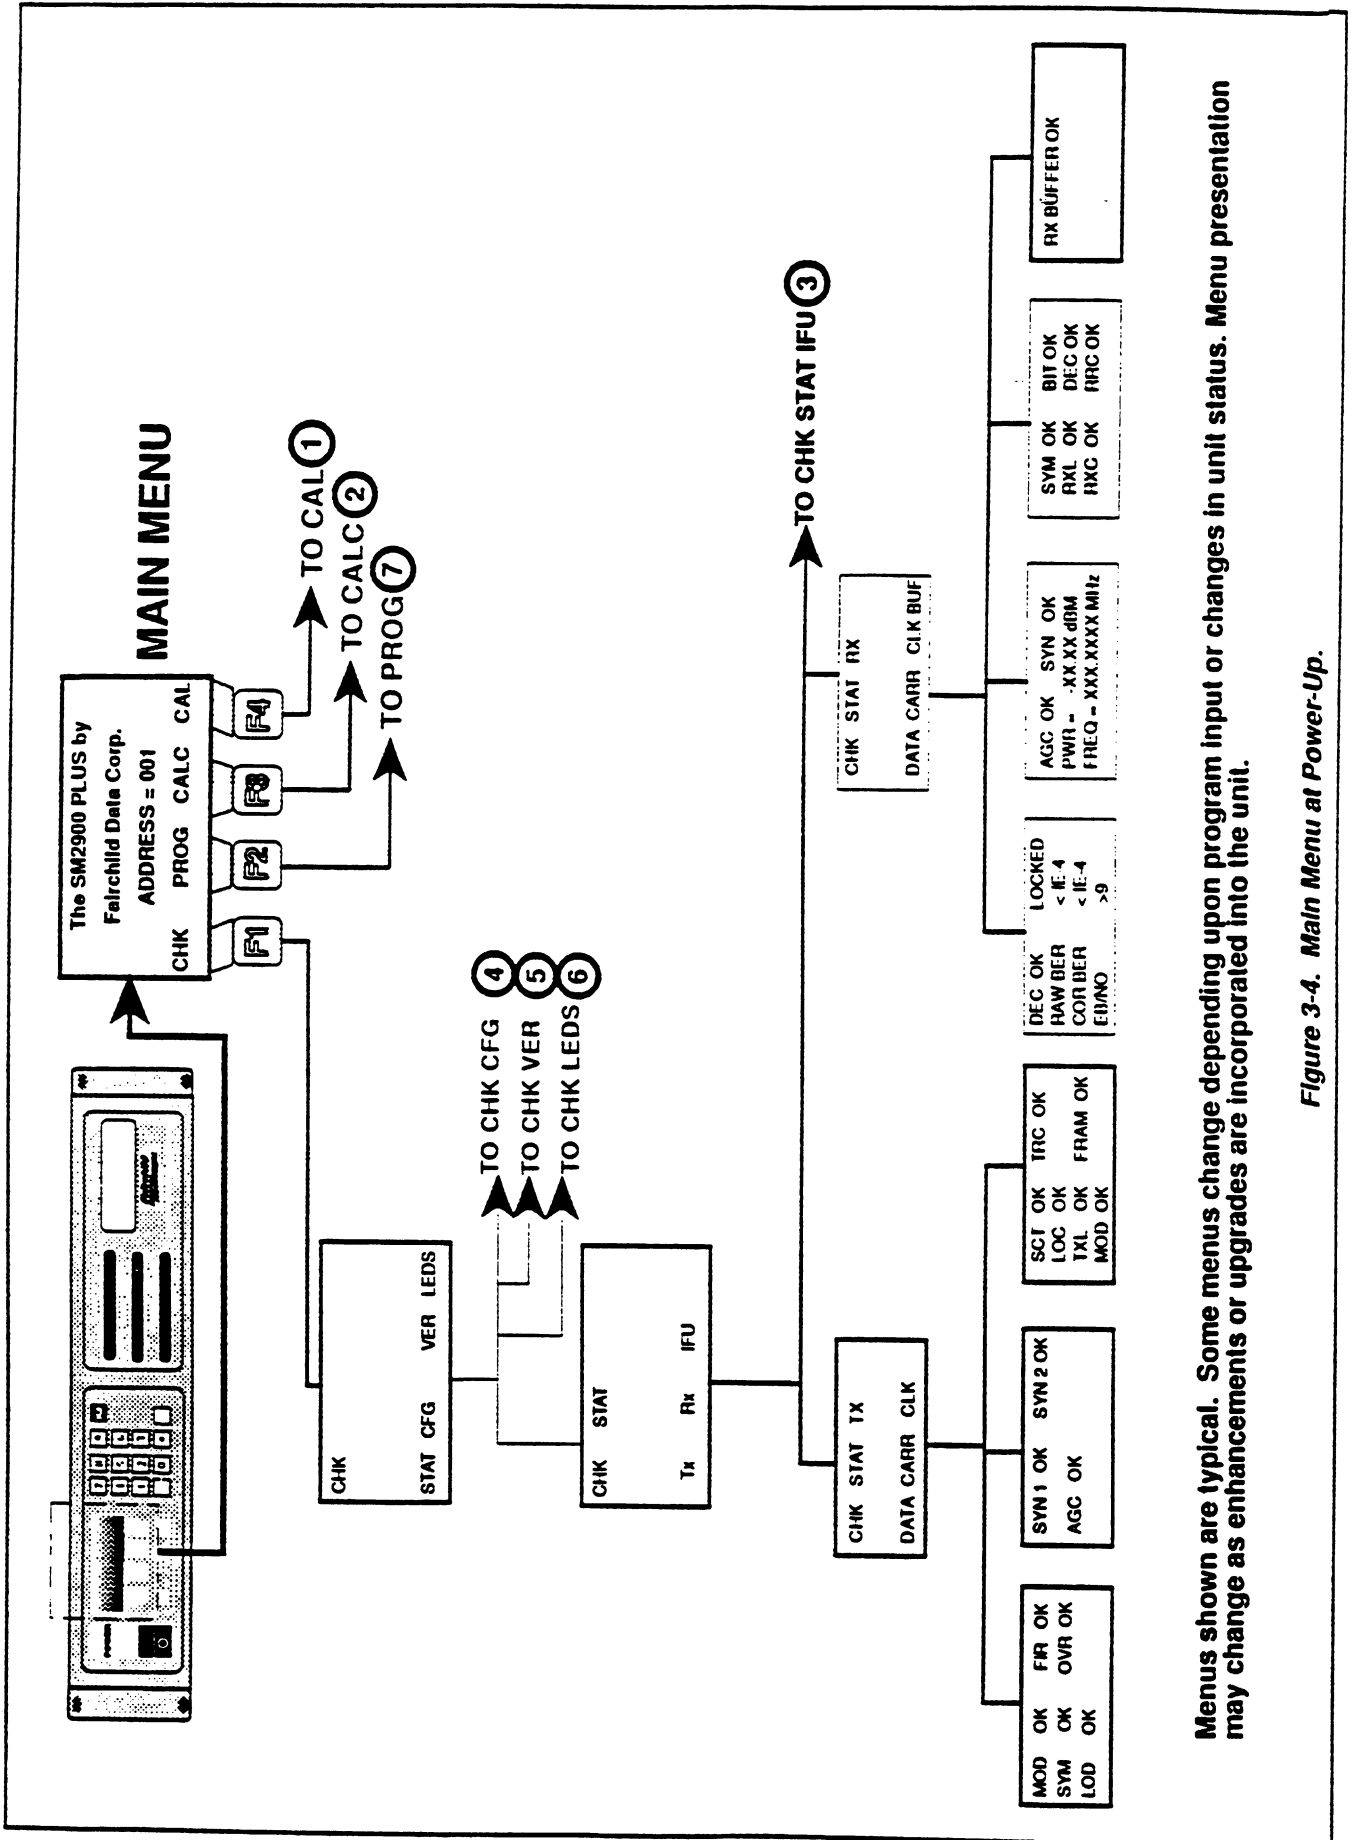 The SM2900 PLUS by
Fairchild Data Corp.
ADDRESS = 001
CHK PROG CALC CAL
MAIN MENU
F1 F2 F3 F4
TO CAL 1
TO CALC 2
TO PROG 7
POWER
CHK
STAT CFG VER LEDS
TO CHK CFG 4
TO CHK VER 5
TO CHK LEDS 6
CHK STAT
Tx Rx IFU
TO CHK STAT IFU 3
CHK STAT TX
DATA CARR CLK
CHK STAT RX
DATA CARR CLK BUF
MOD OK FIR OK
SYM OK OVR OK
LOD OK
SYN 1 OK SYN 2 OK
AGC OK
SCT OK TRC OK
LOC OK
TXL OK FRAM OK
MOD OK
DEC OK LOCKED
RAW BER < IE-4
COR BER < IE-4
EB/NO >9
AGC OK SYN OK
PWR = -XX.XX dBM
FREQ = XXX.XXXX MHz
SYM OK BIT OK
RXL OK DEC OK
RXC OK RRC OK
RX BUFFER OK
Menus shown are typical. Some menus change depending upon program input or changes in unit status. Menu presentation
may change as enhancements or upgrades are incorporated into the unit.
Figure 3-4. Main Menu at Power-Up.